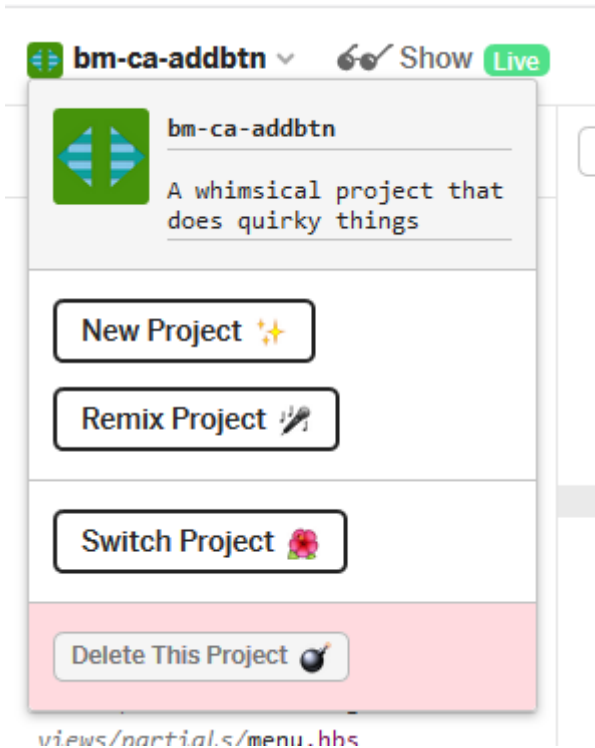 bm-ca-addbtn Show Live
bm-ca-addbtn
A whimsical project that
does quirky things
New Project ✨
Remix Project 🎤
Switch Project 🌺
Delete This Project 💣
views/partials/menu.hbs